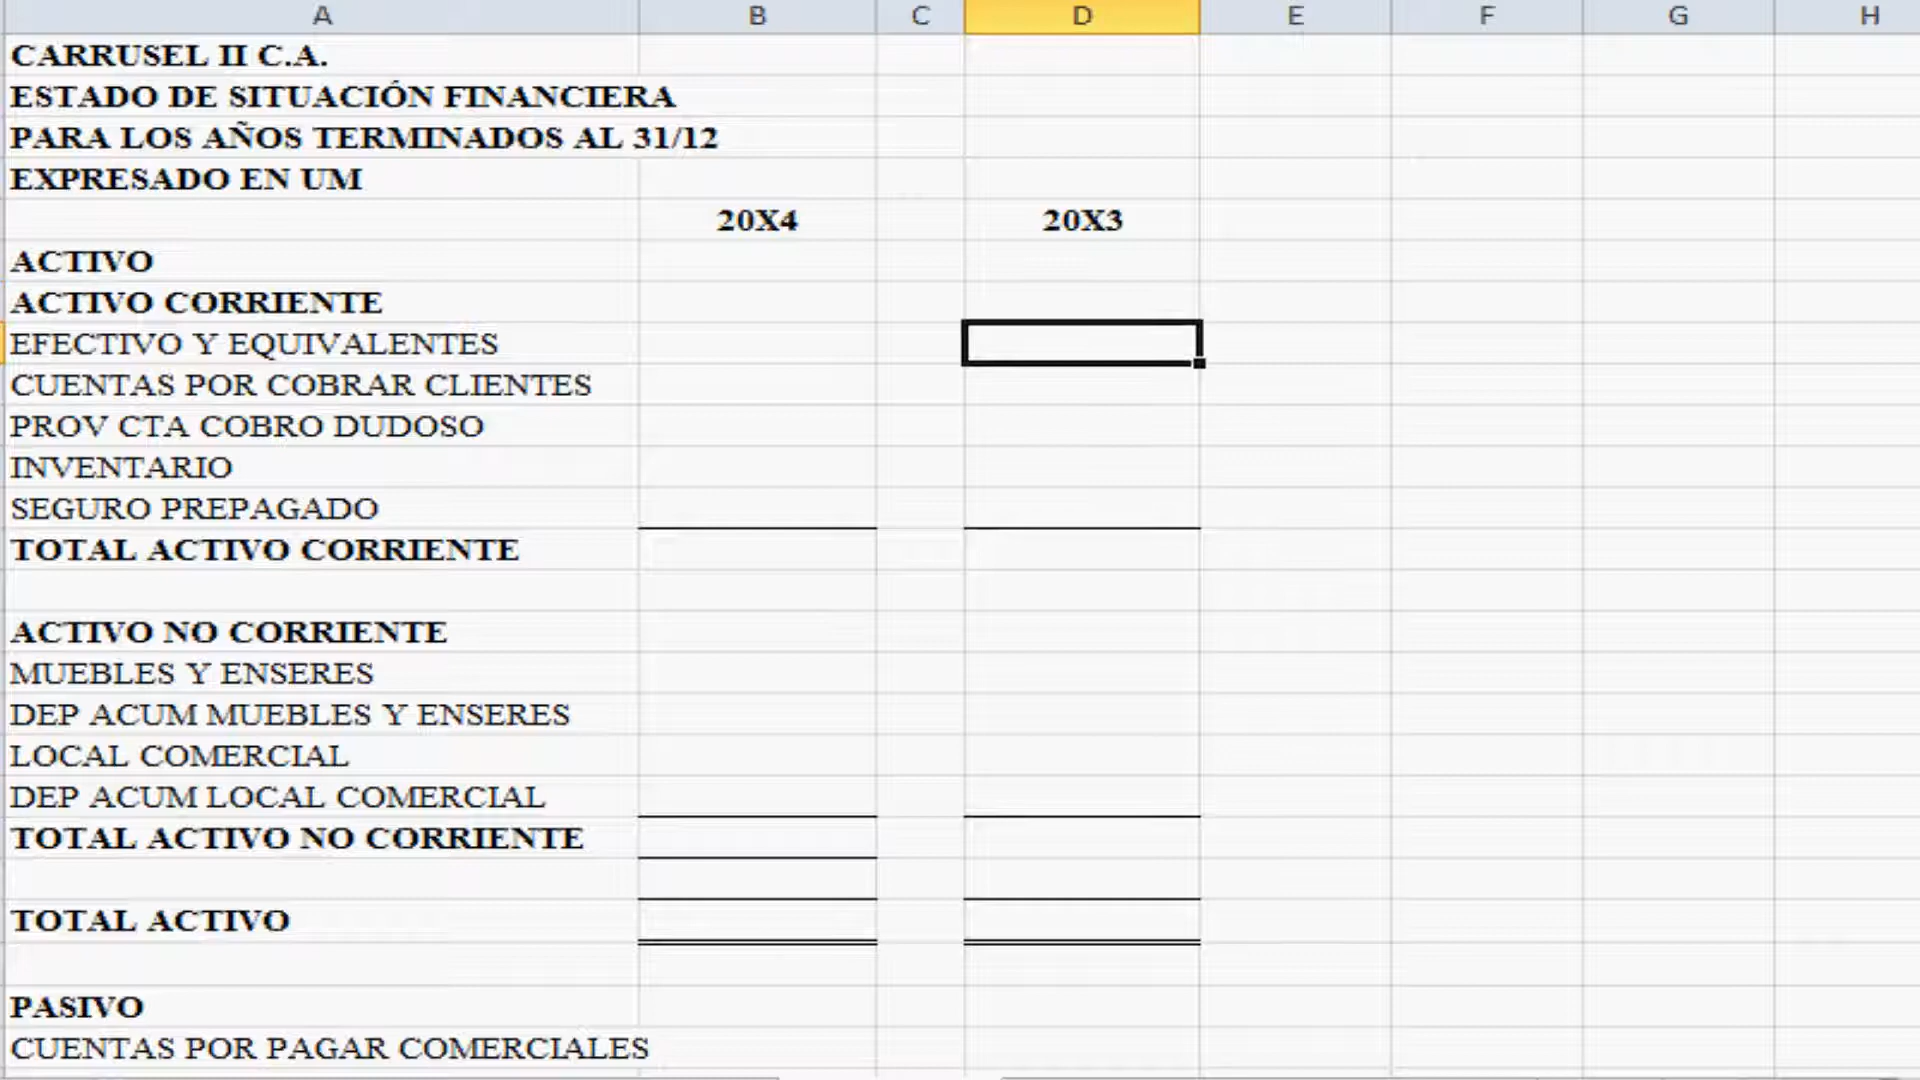 A B C D E F G H
CARRUSEL II C.A.
ESTADO DE SITUACIÓN FINANCIERA
PARA LOS AÑOS TERMINADOS AL 31/12
EXPRESADO EN UM
20X4 20X3
ACTIVO
ACTIVO CORRIENTE
EFECTIVO Y EQUIVALENTES
CUENTAS POR COBRAR CLIENTES
PROV CTA COBRO DUDOSO
INVENTARIO
SEGURO PREPAGADO
TOTAL ACTIVO CORRIENTE
ACTIVO NO CORRIENTE
MUEBLES Y ENSERES
DEP ACUM MUEBLES Y ENSERES
LOCAL COMERCIAL
DEP ACUM LOCAL COMERCIAL
TOTAL ACTIVO NO CORRIENTE
TOTAL ACTIVO
PASIVO
CUENTAS POR PAGAR COMERCIALES